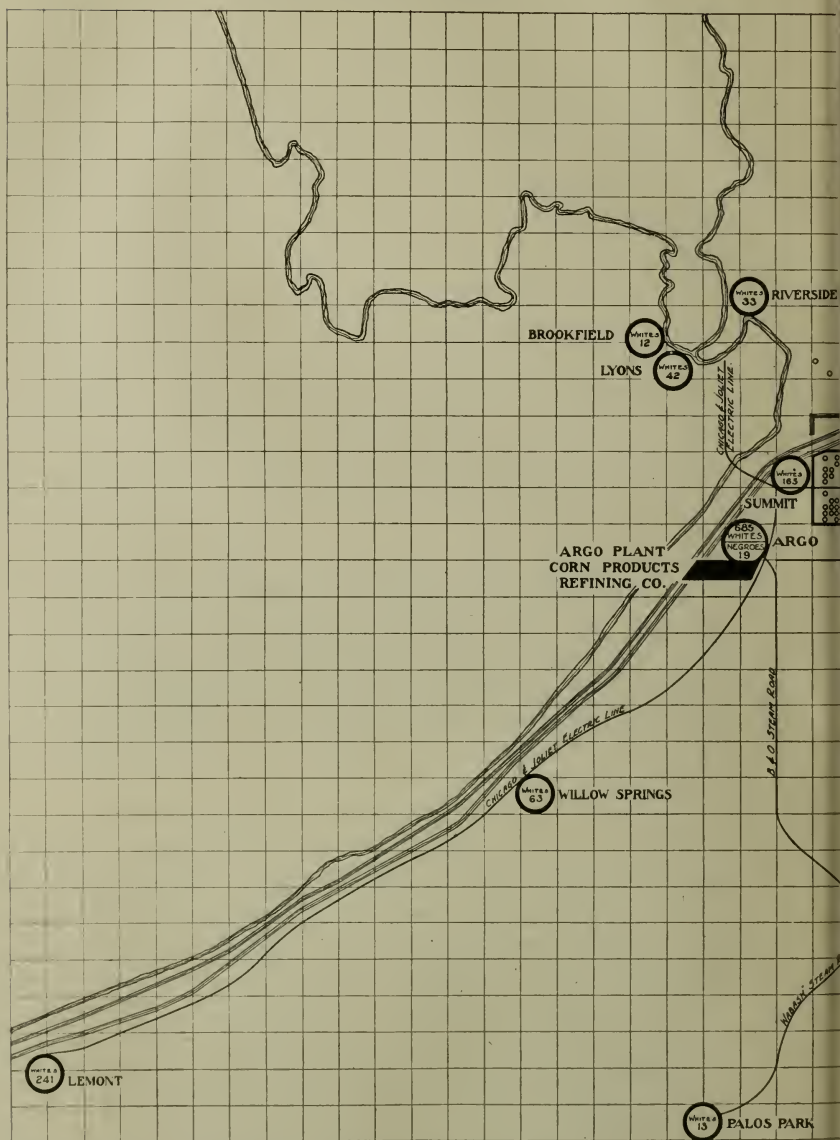 WHITES
33
RIVERSIDE
BROOKFIELD
WHITES
12
LYONS
WHITES
42
CHICAGO & JOLIET
ELECTRIC LINE
WHITES
163
SUMMIT
685
WHITES
NEGROES
19
ARGO
ARGO PLANT
CORN PRODUCTS
REFINING CO.
B & O STEAM ROAD
CHICAGO & JOLIET ELECTRIC LINE
WHITES
63
WILLOW SPRINGS
WABASH STEAM
WHITES
241
LEMONT
WHITES
13
PALOS PARK